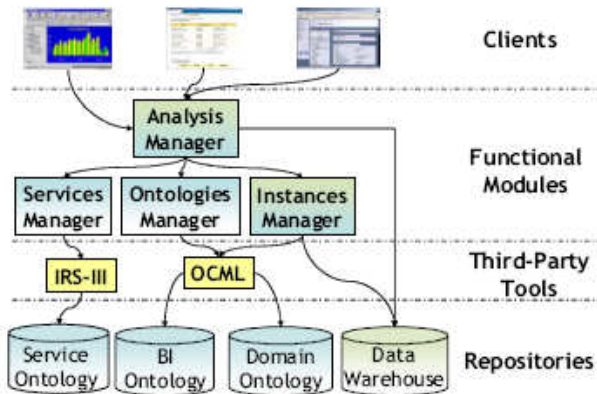 Clients
Analysis
Manager
Functional
Modules
Services
Manager
Ontologies
Manager
Instances
Manager
Third-Party
Tools
IRS-III
OCML
Service
Ontology
BI
Ontology
Domain
Ontology
Data
Warehouse
Repositories